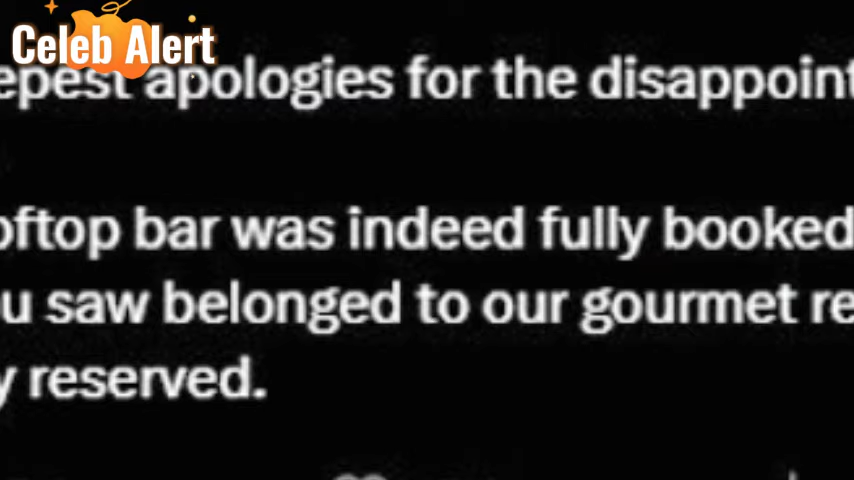 Celeb Alert
epest apologies for the disappoint
oftop bar was indeed fully booked
u saw belonged to our gourmet re
y reserved.